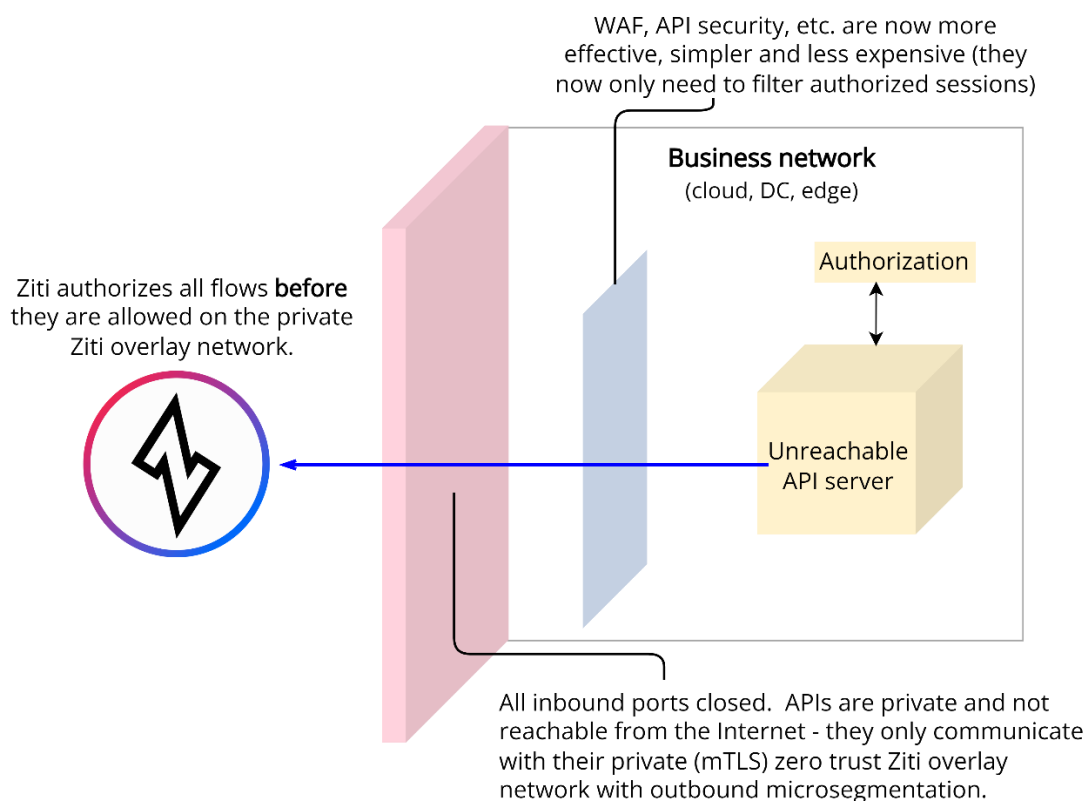 WAF, API security, etc. are now more
effective, simpler and less expensive (they
now only need to filter authorized sessions)
Business network
(cloud, DC, edge)
Authorization
Ziti authorizes all flows before
they are allowed on the private
Ziti overlay network.
Unreachable
API server
All inbound ports closed.  APIs are private and not
reachable from the Internet - they only communicate
with their private (mTLS) zero trust Ziti overlay
network with outbound microsegmentation.